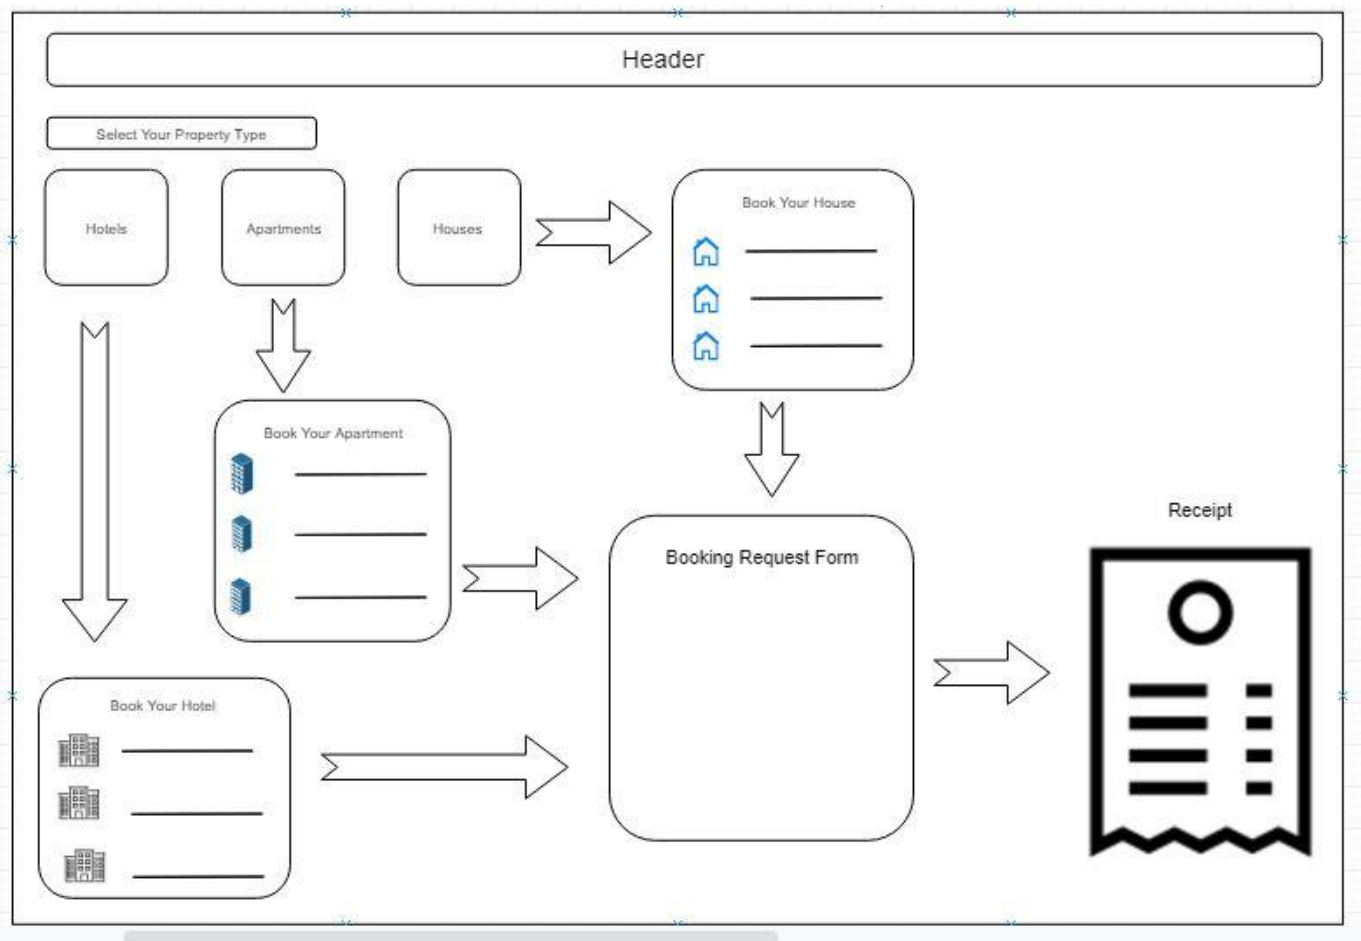 Header
Select Your Property Type
Hotels
Apartments
Houses
Book Your House
Book Your Apartment
Booking Request Form
Receipt
Book Your Hotel